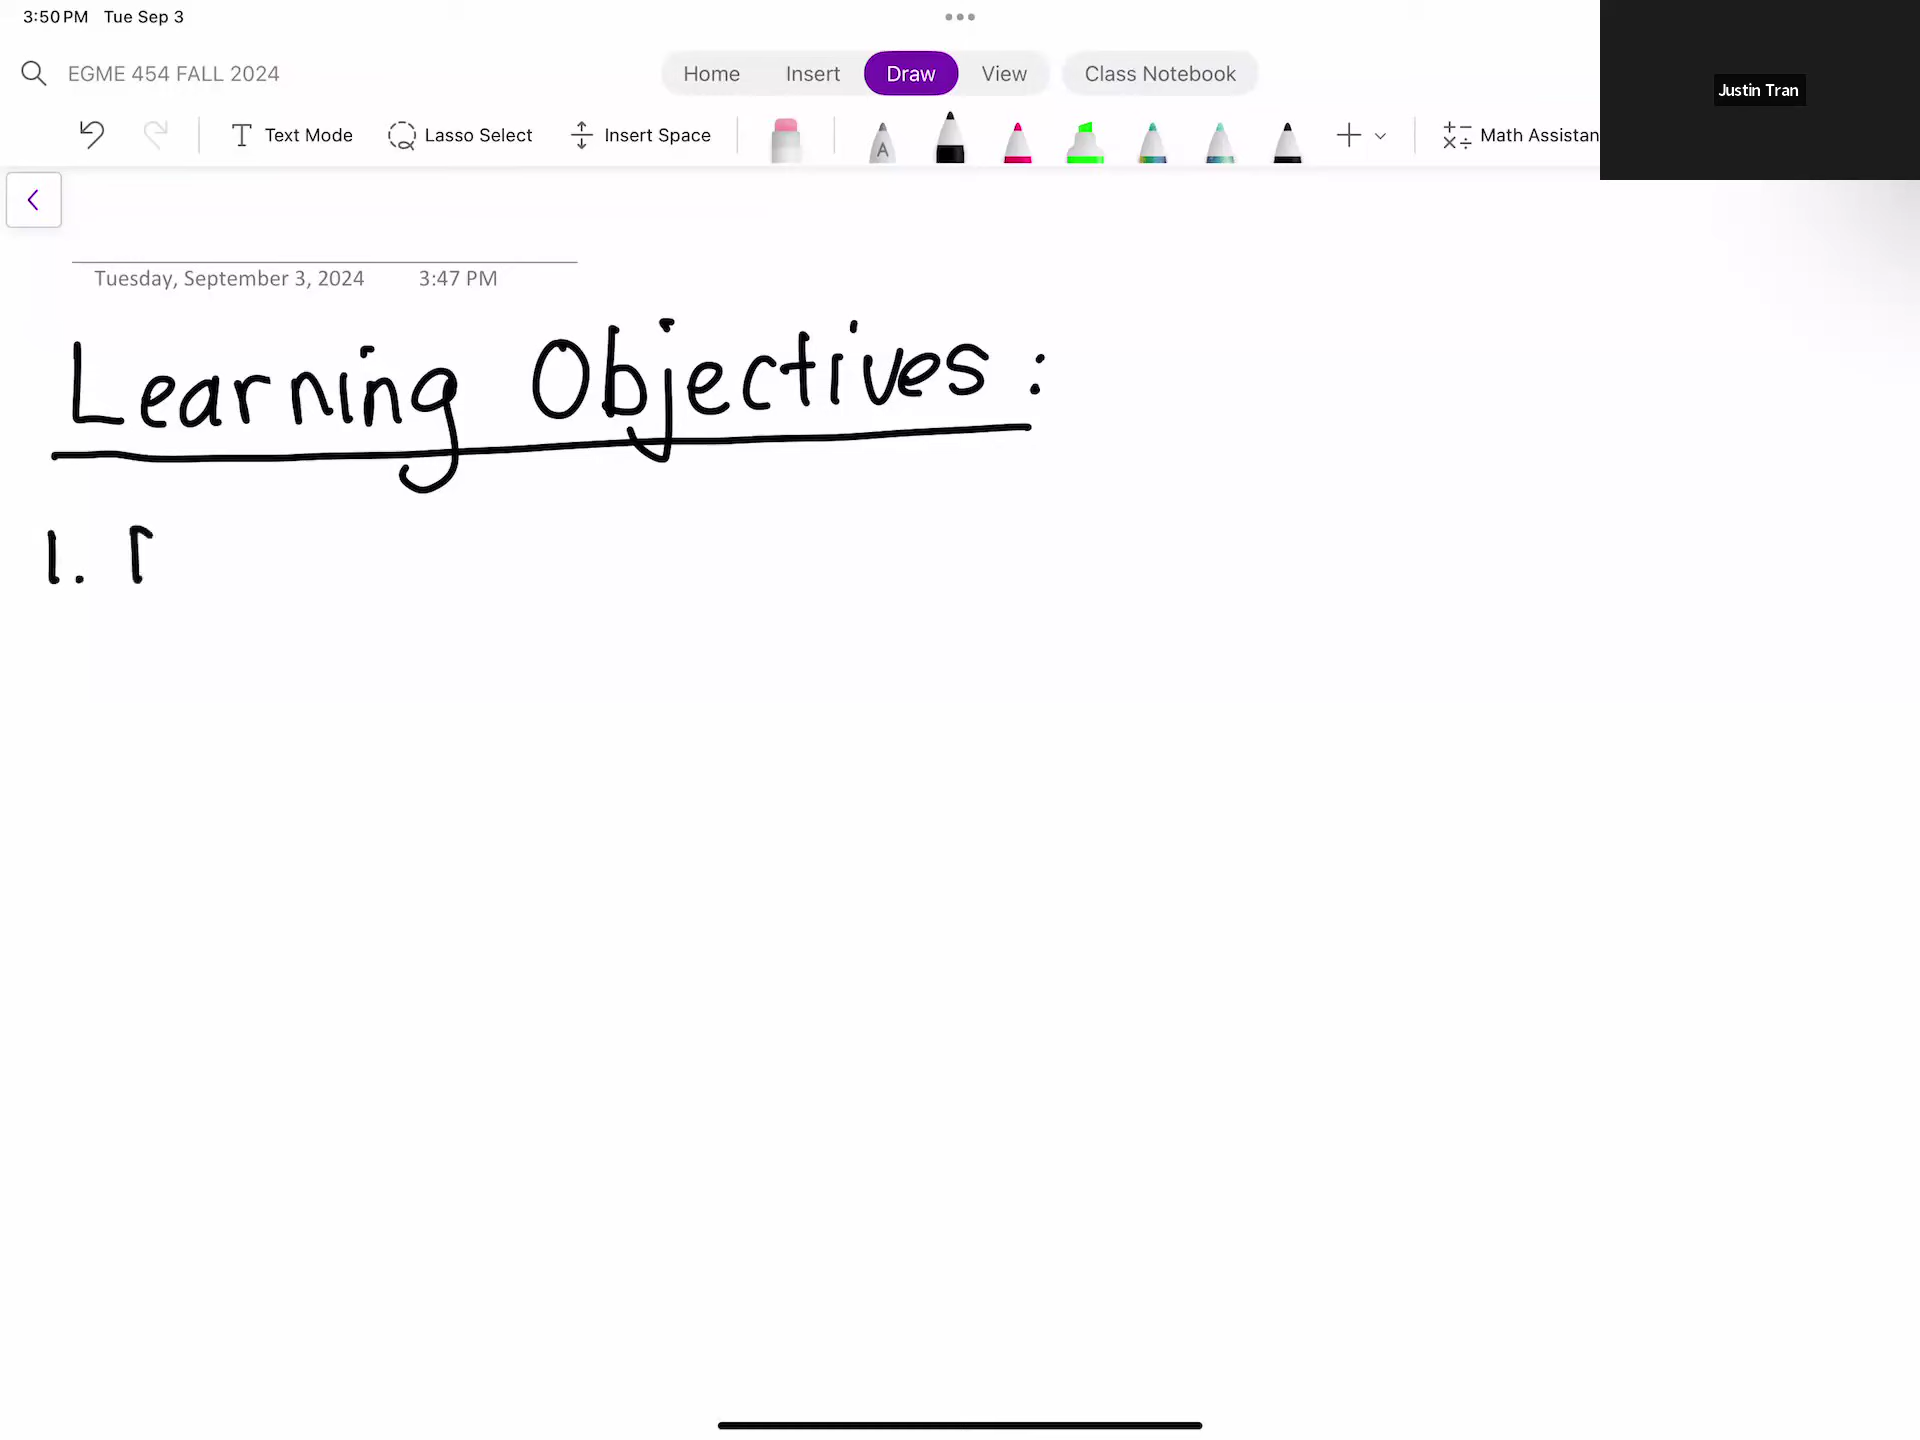 3:50 PM Tue Sep 3
EGME 454 FALL 2024 Home Insert Draw View Class Notebook
Justin Tran
Text Mode Lasso Select Insert Space A Math Assistan
Tuesday, September 3, 2024 3:47 PM
Learning Objectives:
1.